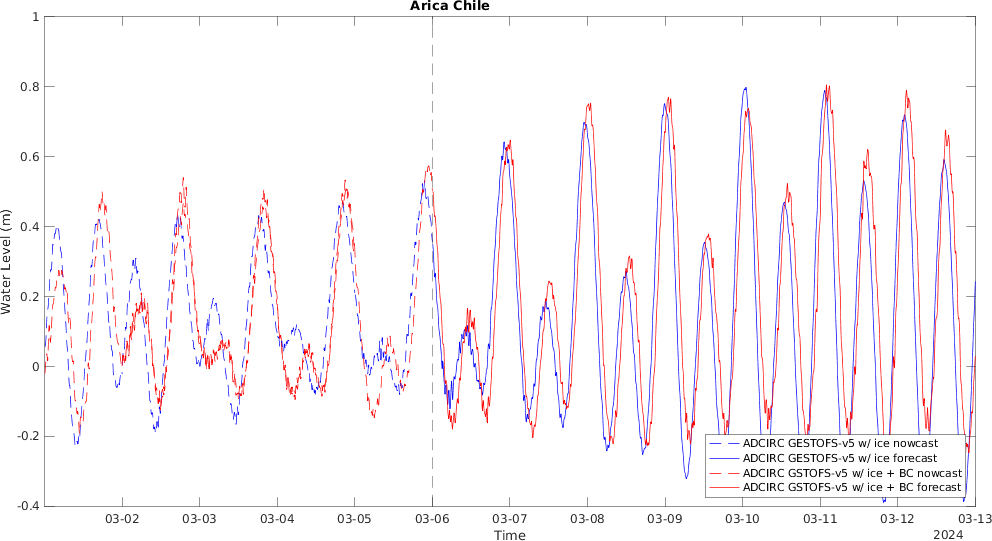 Arica Chile
1
0.8
0.6
0.4
0.2
0
-0.2
-0.4
Water Level (m)
ADCIRC GESTOFS-v5 w/ ice nowcast
ADCIRC GESTOFS-v5 w/ ice forecast
ADCIRC GSTOFS-v5 w/ ice + BC nowcast
ADCIRC GSTOFS-v5 w/ ice + BC forecast
03-02 03-03 03-04 03-05 03-06 03-07 03-08 03-09 03-10 03-11 03-12 03-13
Time
2024